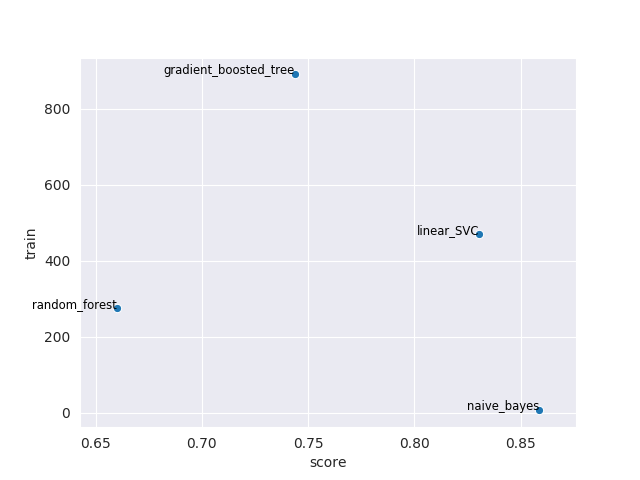 gradient_boosted_tree
800
600
linear_SVC
400
random_forest
200
naive_bayes
0
train
0.65 0.70 0.75 0.80 0.85
score